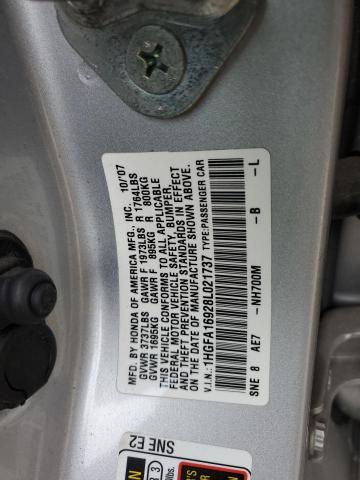 MFD. BY HONDA OF AMERICA MFG., INC. 10/'07
GVWR 3737LBS GAWR F 1973LBS R 1764LBS
GVWR 1695KG GAWR F 895KG R 800KG
THIS VEHICLE CONFORMS TO ALL APPLICABLE
FEDERAL MOTOR VEHICLE SAFETY, BUMPER,
AND THEFT PREVENTION STANDARDS IN EFFECT
ON THE DATE OF MANUFACTURE SHOWN ABOVE.
V.I.N.: 1HGFA16928L021737 TYPE:PASSENGER CAR
SNE 8 AE7 -NH700M -B -L
SNE E2